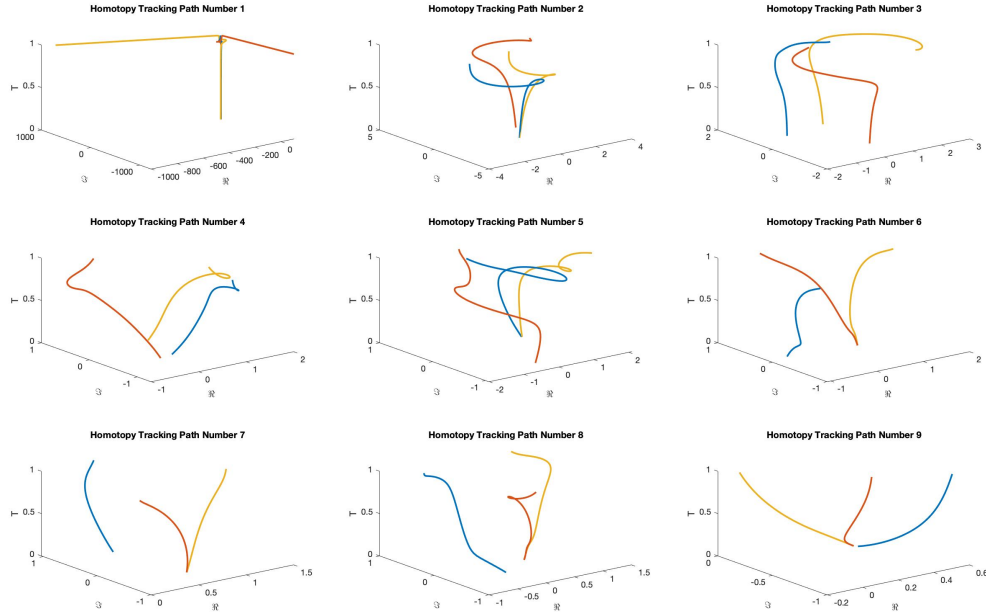 Homotopy Tracking Path Number 1
1
0.5
0
T
1000
0
-1000
ℑ
-1000
-800
-600
-400
-200
0
ℜ
Homotopy Tracking Path Number 2
1
0.5
0
T
5
0
-5
ℑ
-4
-2
0
2
4
ℜ
Homotopy Tracking Path Number 3
1
0.5
0
T
2
0
-2
ℑ
-2
-1
0
1
2
3
ℜ
Homotopy Tracking Path Number 4
1
0.5
0
T
1
0
-1
ℑ
-1
0
1
2
ℜ
Homotopy Tracking Path Number 5
1
0.5
0
T
1
0
-1
ℑ
-2
-1
0
1
2
ℜ
Homotopy Tracking Path Number 6
1
0.5
0
T
1
0
-1
ℑ
-1
0
1
2
ℜ
Homotopy Tracking Path Number 7
1
0.5
0
T
1
0
-1
ℑ
0
0.5
1
1.5
ℜ
Homotopy Tracking Path Number 8
1
0.5
0
T
1
0
-1
ℑ
-1
-0.5
0
0.5
1
1.5
ℜ
Homotopy Tracking Path Number 9
1
0.5
0
T
0
-0.5
-1
ℑ
-0.2
0
0.2
0.4
0.6
ℜ